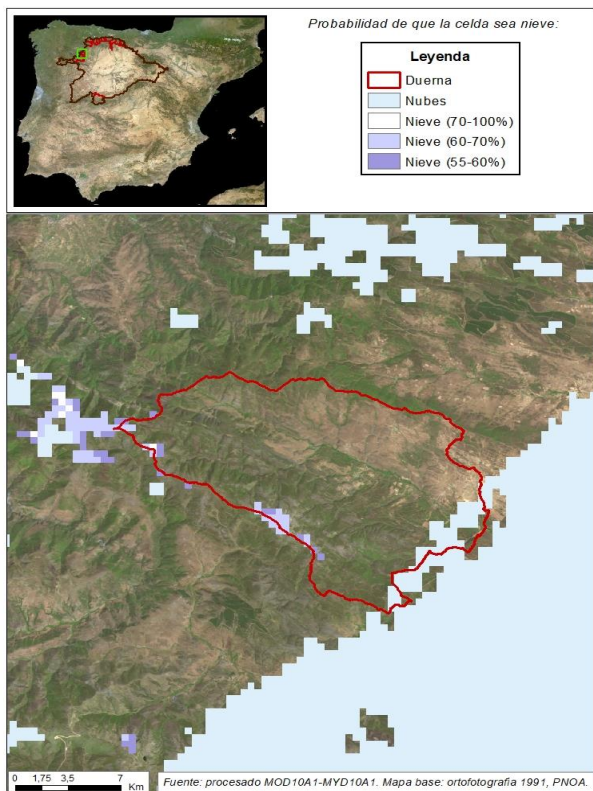 Probabilidad de que la celda sea nieve:
Leyenda
Duerna
Nubes
Nieve (70-100%)
Nieve (60-70%)
Nieve (55-60%)
0 1,75 3,5 7
Km
Fuente: procesado MOD10A1-MYD10A1. Mapa base: ortofotografía 1991, PNOA.